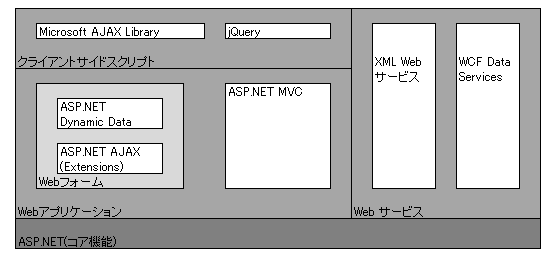 Microsoft AJAX Library
jQuery
クライアントサイドスクリプト
XML Web
サービス
WCF Data
Services
ASP.NET
Dynamic Data
ASP.NET AJAX
(Extensions)
Webフォーム
ASP.NET MVC
Webアプリケーション
Web サービス
ASP.NET(コア機能)